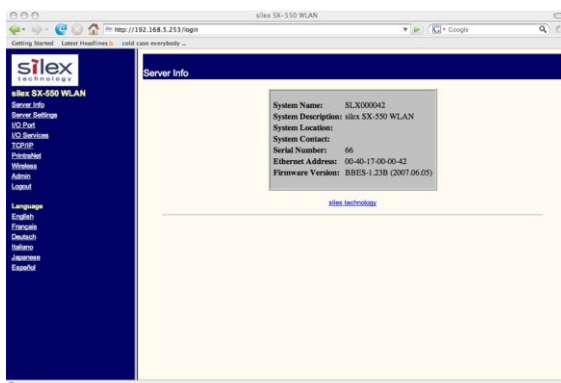 silex SX-550 WLAN
http://192.168.5.253/login
Google
Getting Started Latest Headlines cold case everybody ...
silex
technology
silex SX-550 WLAN
Server Info
Server Settings
I/O Port
I/O Services
TCP/IP
PrintraNet
Wireless
Admin
Logout
Language
English
Français
Deutsch
Italiano
Japanese
Español
Server Info
System Name: SLX000042
System Description: silex SX-550 WLAN
System Location:
System Contact:
Serial Number: 66
Ethernet Address: 00-40-17-00-00-42
Firmware Version: BBES-1.23B (2007.06.05)
silex technology